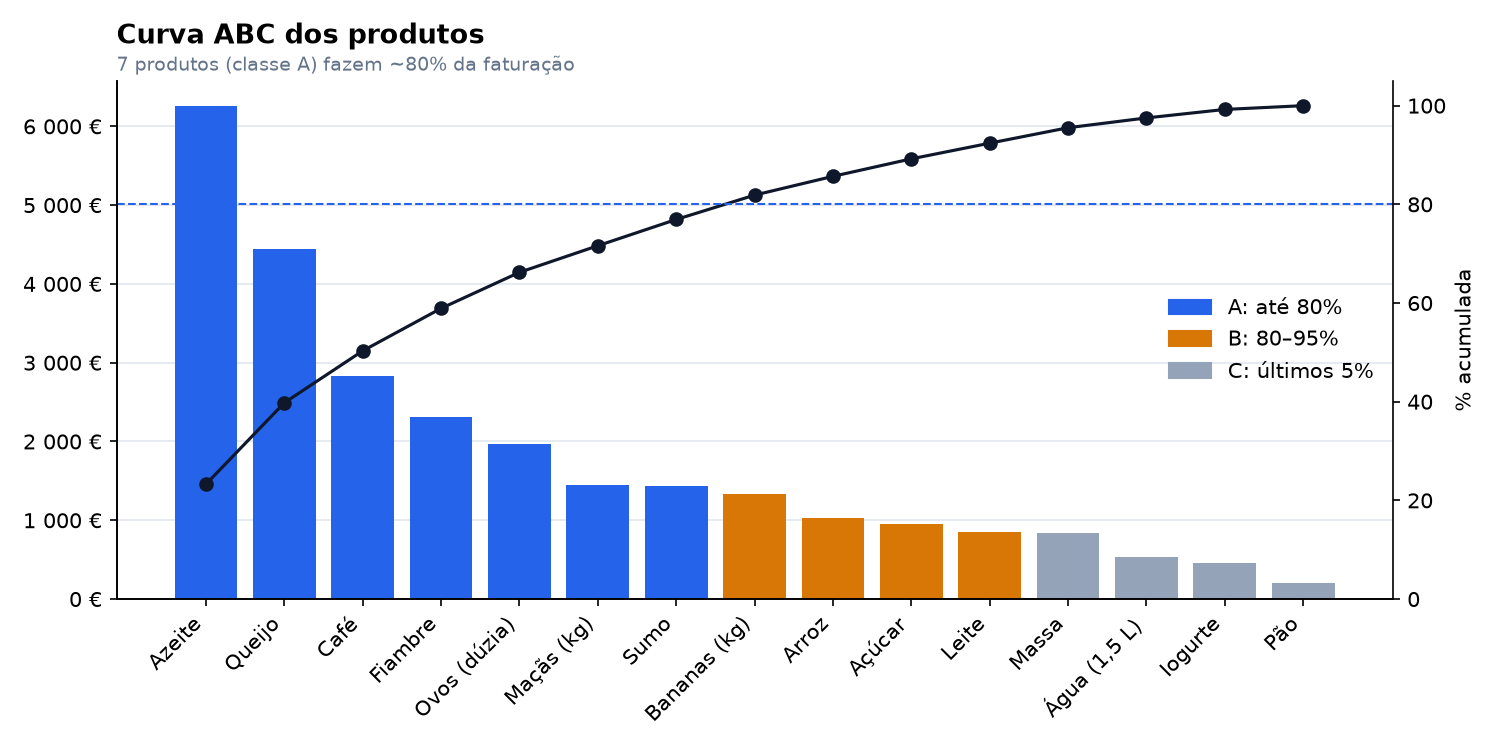 Curva ABC dos produtos
7 produtos (classe A) fazem ~80% da faturação
6 000 €
5 000 €
4 000 €
3 000 €
2 000 €
1 000 €
0 €
100
80
60
40
20
0
% acumulada
A: até 80%
B: 80–95%
C: últimos 5%
Azeite
Queijo
Café
Fiambre
Ovos (dúzia)
Maçãs (kg)
Sumo
Bananas (kg)
Arroz
Açúcar
Leite
Massa
Água (1,5 L)
Iogurte
Pão